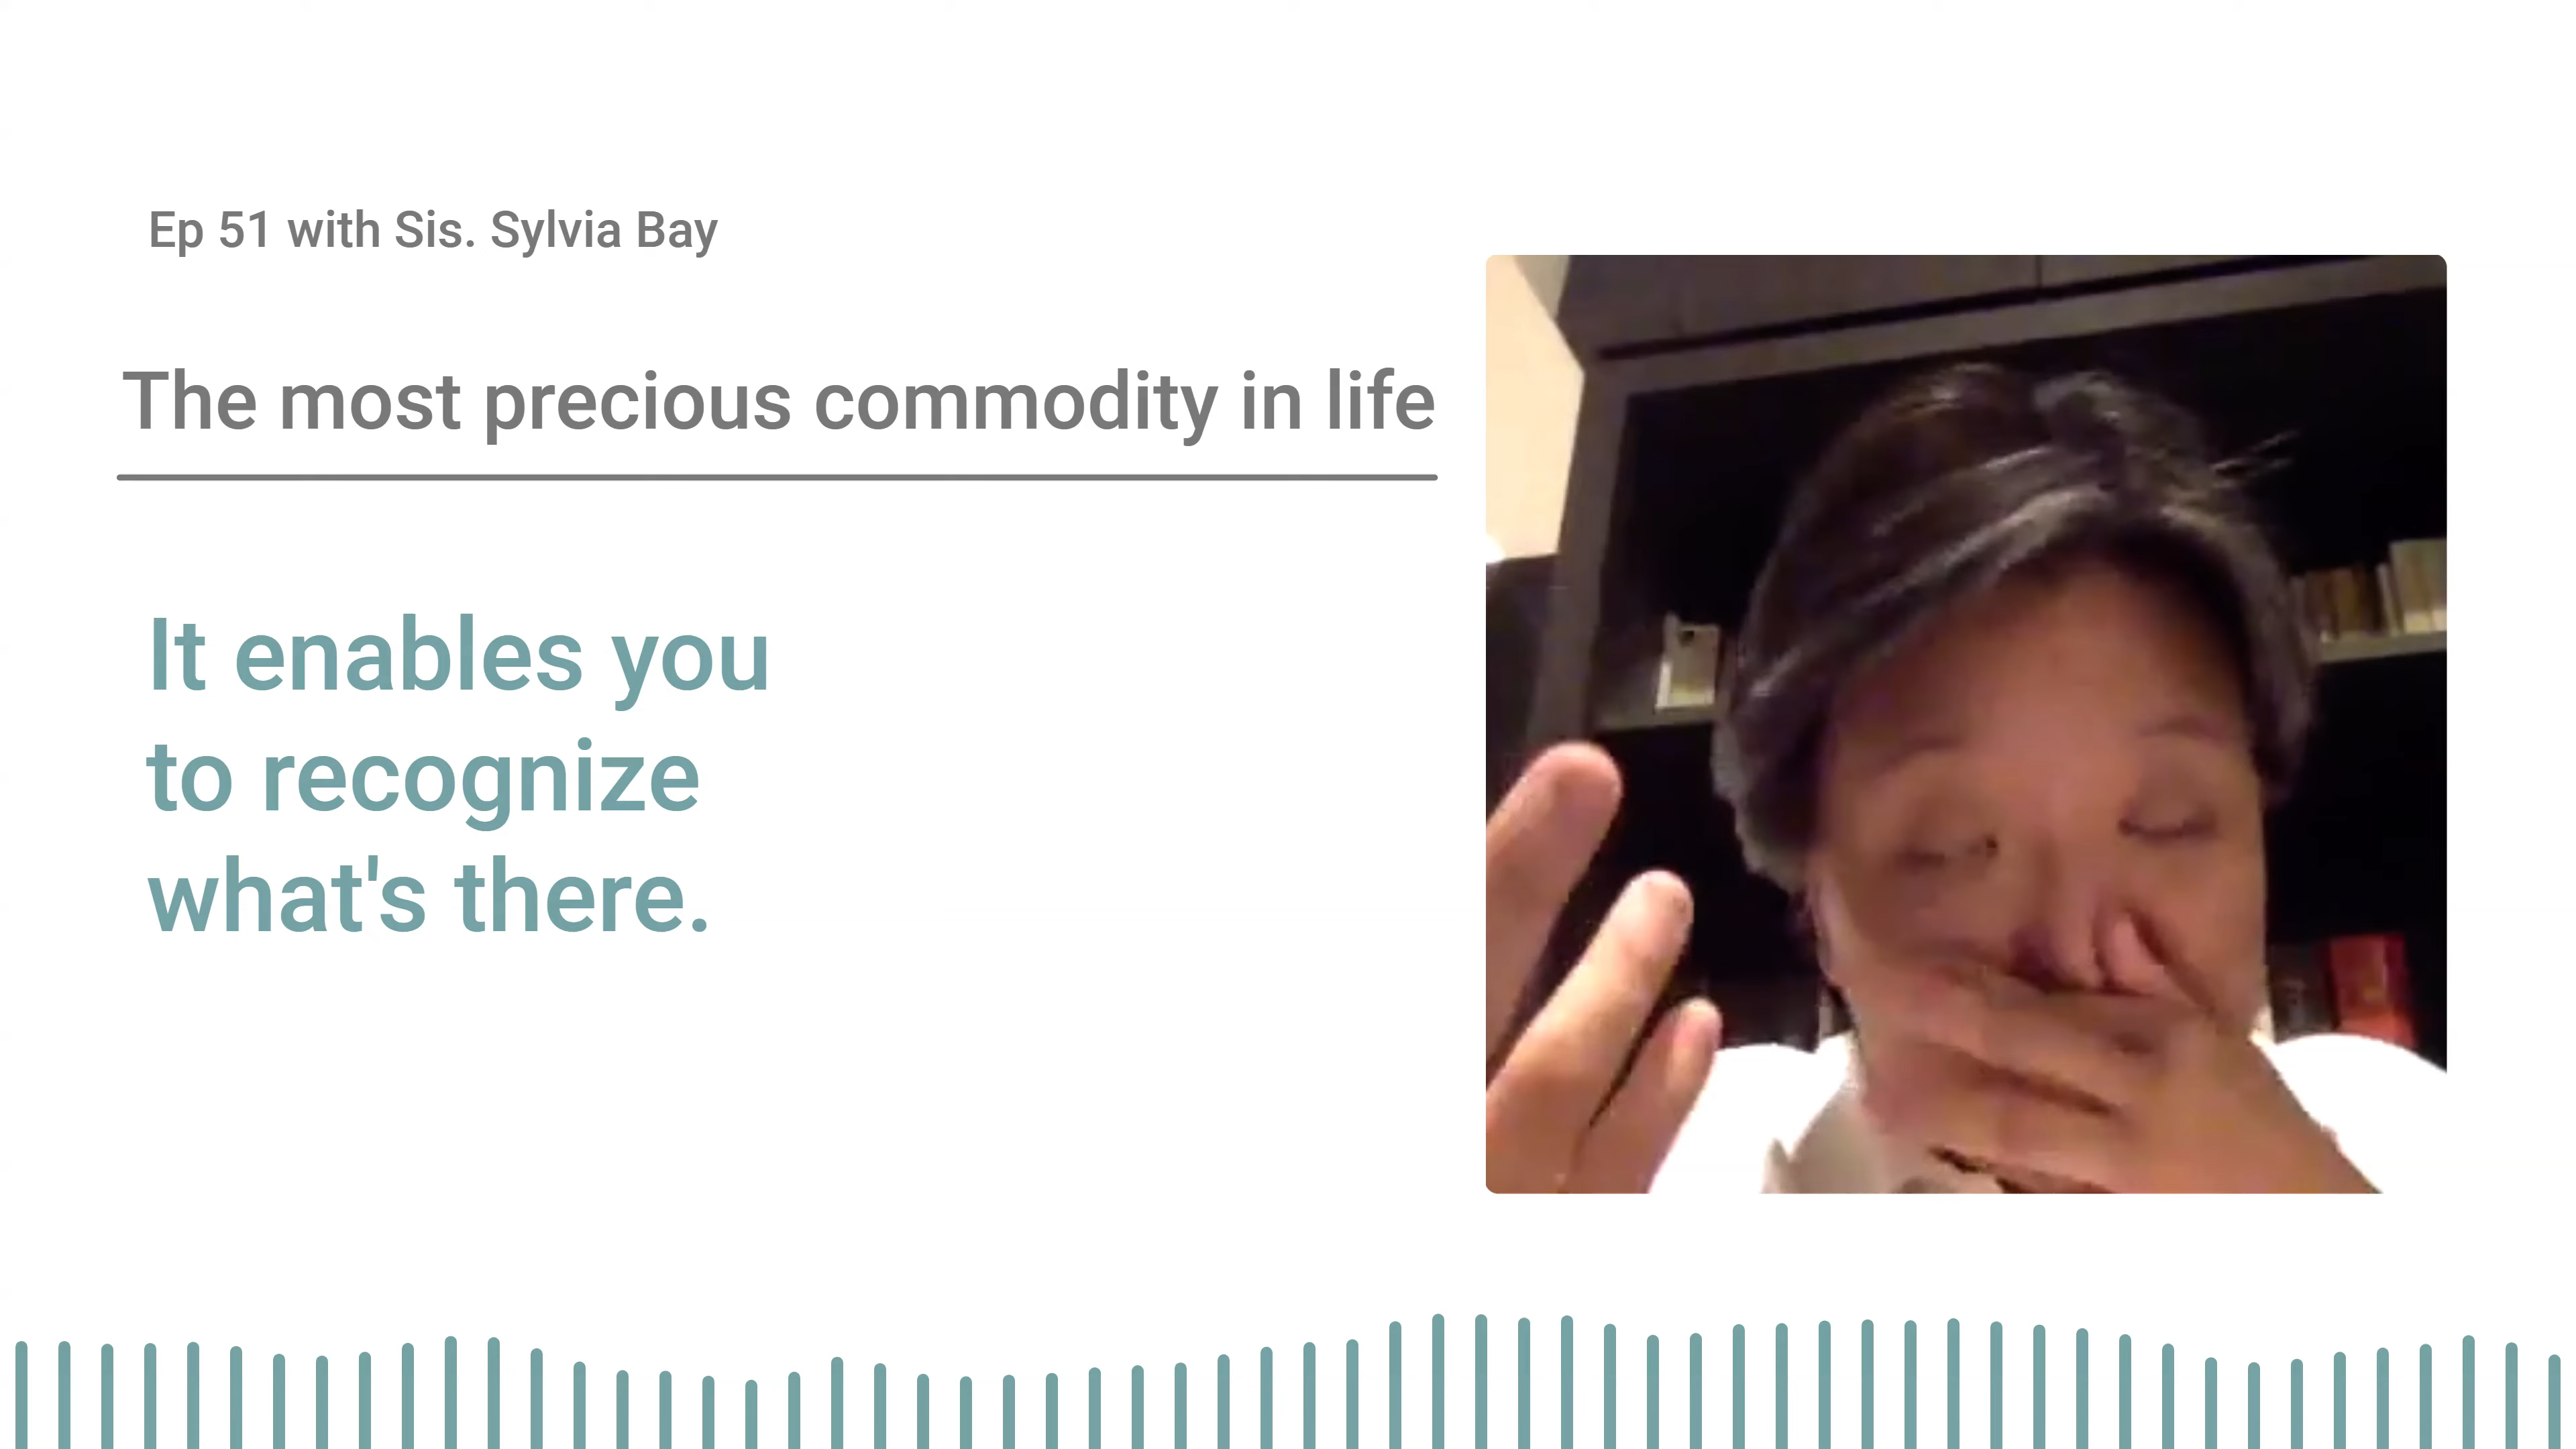 Ep 51 with Sis. Sylvia Bay
The most precious commodity in life
It enables you
to recognize
what's there.